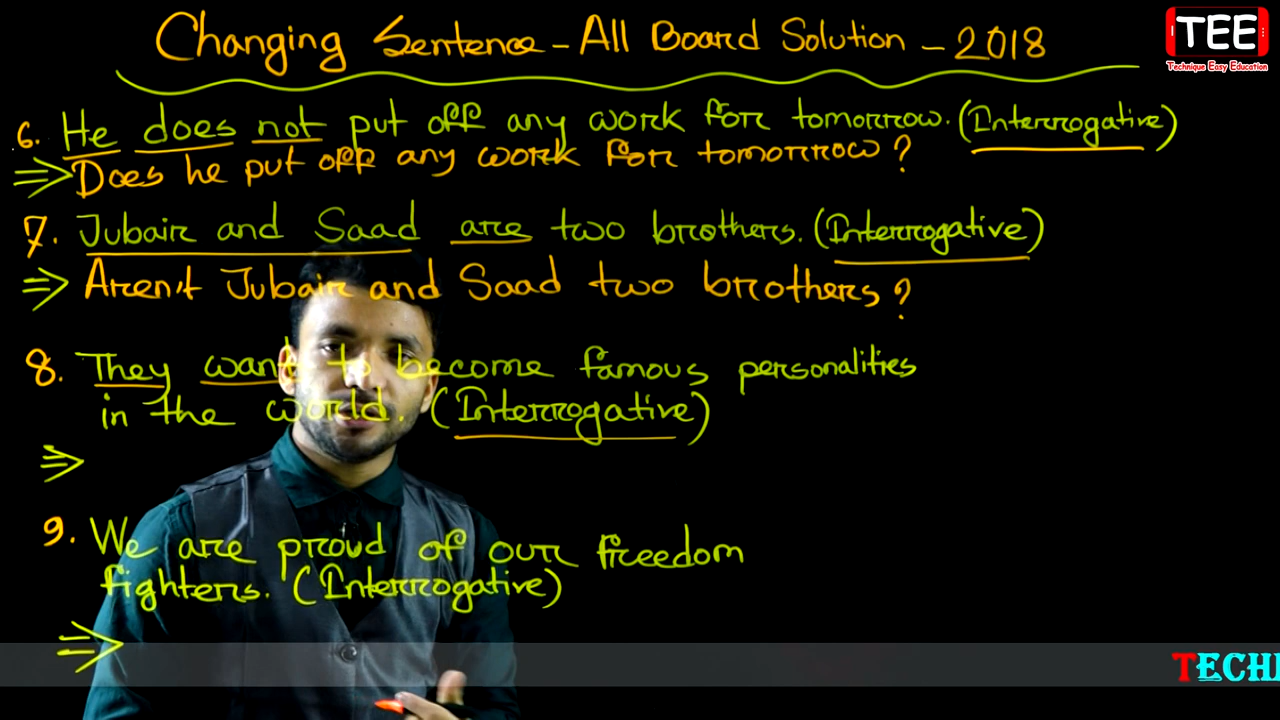 Changing Sentence - All Board Solution - 2018
TEE
Technique Easy Education
6. He does not put off any work for tomorrow. (Interrogative)
⇒ Does he put off any work for tomorrow?
7. Jubair and Saad are two brothers. (Interrogative)
⇒ Aren't Jubair and Saad two brothers?
8. They want to become famous personalities
in the world. (Interrogative)
⇒
9. We are proud of our freedom
fighters. (Interrogative)
⇒
TECH